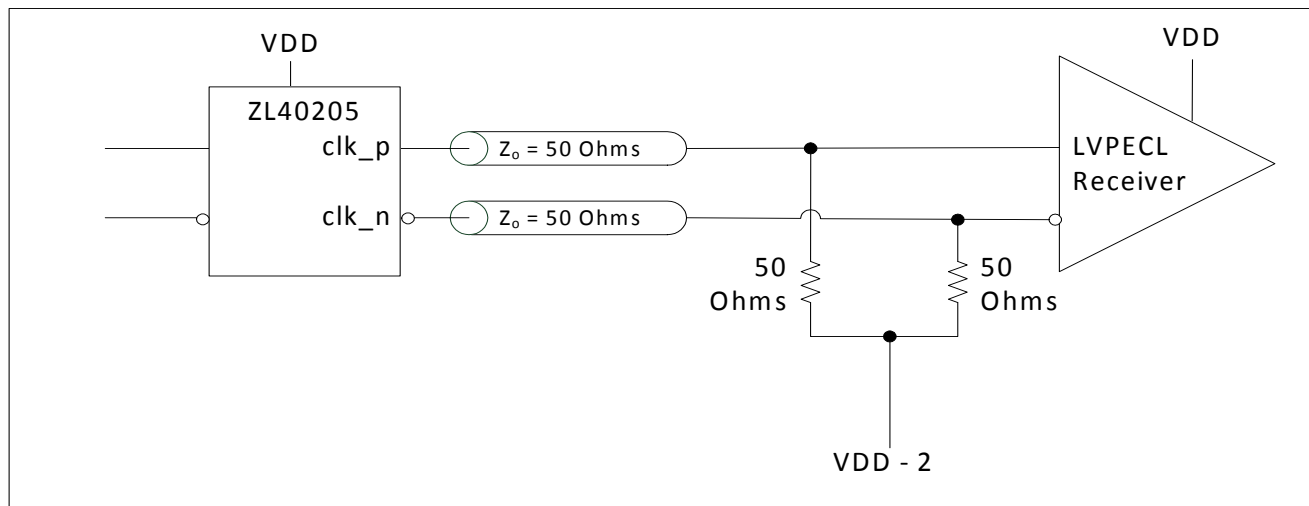 VDD
VDD
ZL40205
clk_p
Zₒ = 50 Ohms
LVPECL
Receiver
clk_n
Zₒ = 50 Ohms
50
Ohms
50
Ohms
VDD - 2